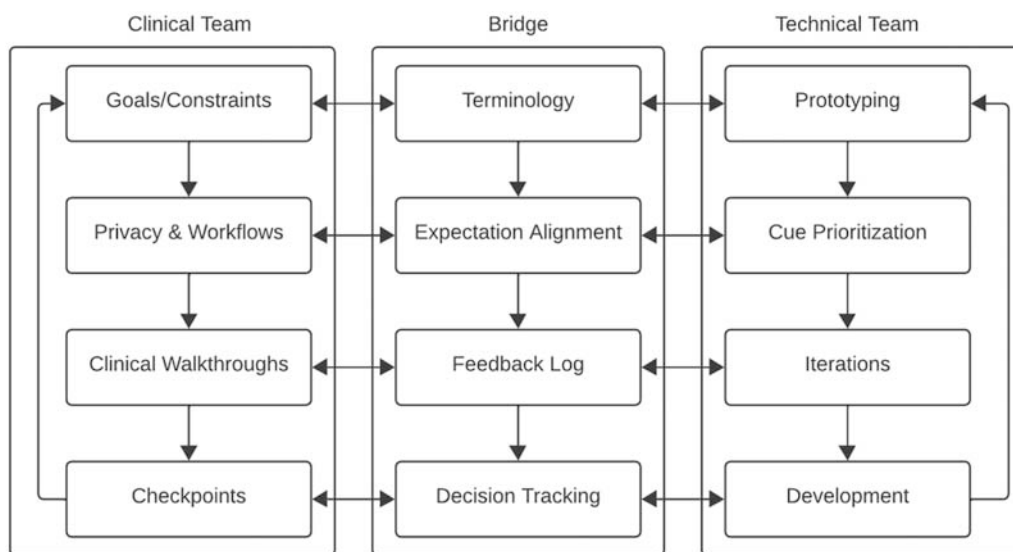 Clinical Team
Bridge
Technical Team
Goals/Constraints
Terminology
Prototyping
Privacy & Workflows
Expectation Alignment
Cue Prioritization
Clinical Walkthroughs
Feedback Log
Iterations
Checkpoints
Decision Tracking
Development